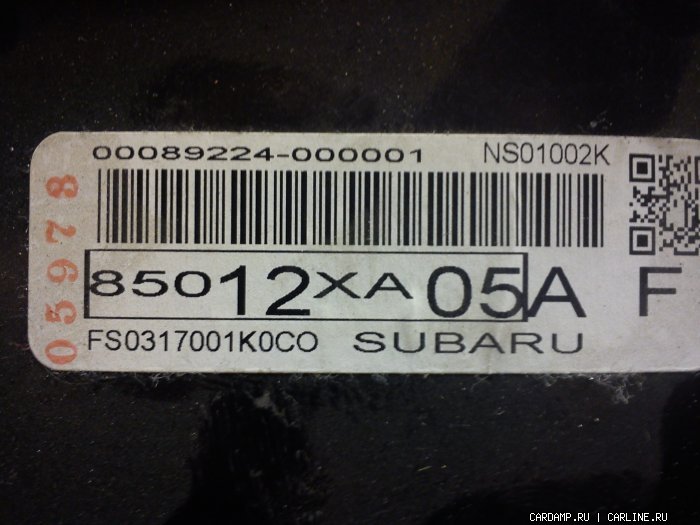 00089224-000001 NS01002K
05978
85012XA05A F
FS0317001K0CO SUBARU
CARDAMP.RU | CARLINE.RU